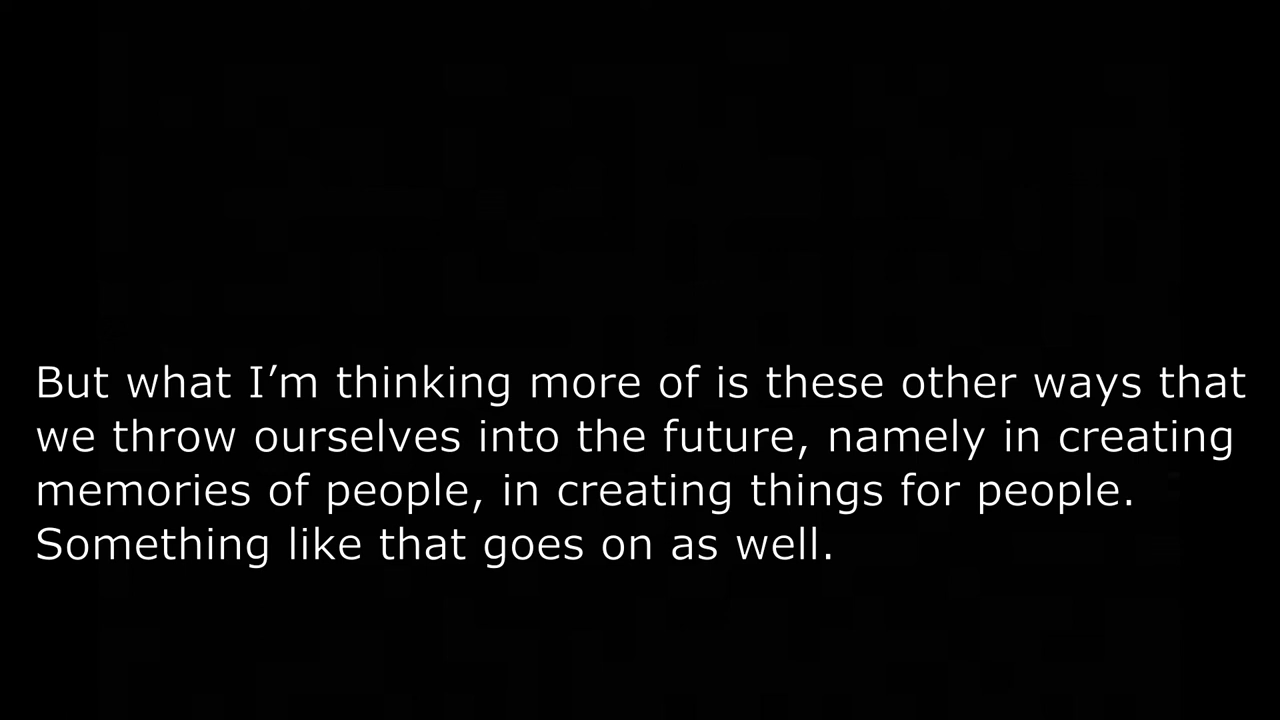 But what I’m thinking more of is these other ways that
we throw ourselves into the future, namely in creating
memories of people, in creating things for people.
Something like that goes on as well.